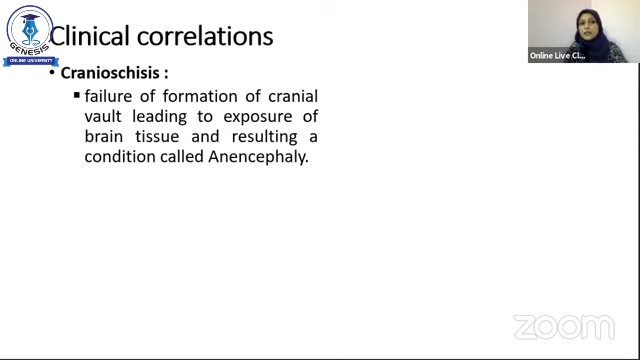 GENESIS
ONLINE UNIVERSITY
Clinical correlations
• Cranioschisis :
▪ failure of formation of cranial
vault leading to exposure of
brain tissue and resulting a
condition called Anencephaly.
Online Live Cl...
zoom